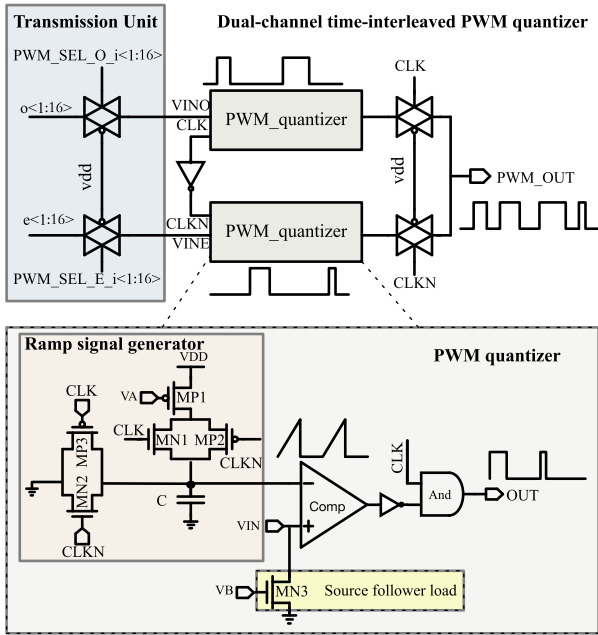 Transmission Unit
Dual-channel time-interleaved PWM quantizer
PWM_SEL_O_i<1:16>
CLK
o<1:16>
VINO
CLK
PWM_quantizer
vdd
vdd
PWM_OUT
e<1:16>
CLKN
VINE
PWM_quantizer
PWM_SEL_E_i<1:16>
CLKN
Ramp signal generator
PWM quantizer
VDD
CLK
VA
MP1
CLK
MN1
MP2
CLKN
MP3
MN2
CLK
C
Comp
And
OUT
VIN
CLKN
VB
MN3
Source follower load